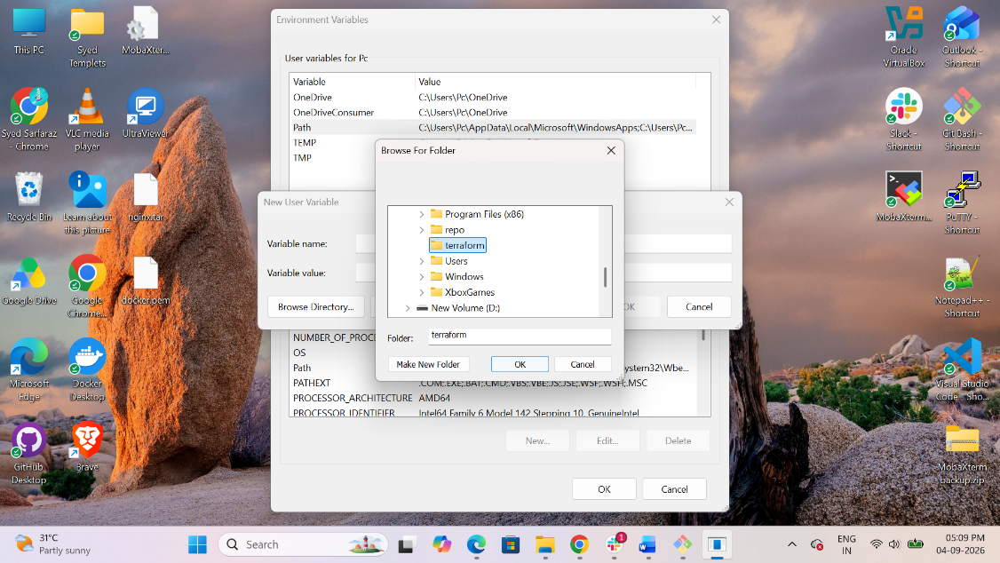 This PC
Syed
Templets
MobaXter...
Syed Sarfaraz
- Chrome
VLC media
player
UltraViewer
Recycle Bin
Learn about
this picture
nginx.tar
Google Drive
Google
Chrome...
docker.pem
Microsoft
Edge
Docker
Desktop
GitHub
Desktop
Brave
Environment Variables
User variables for Pc
Variable Value
OneDrive C:\Users\Pc\OneDrive
OneDriveConsumer C:\Users\Pc\OneDrive
Path C:\Users\Pc\AppData\Local\Microsoft\WindowsApps;C:\Users\Pc...
TEMP
TMP
New User Variable
Variable name:
Variable value:
Browse Directory...
OK
Cancel
Browse For Folder
Program Files (x86)
repo
terraform
Users
Windows
XboxGames
New Volume (D:)
Folder: terraform
Make New Folder OK Cancel
NUMBER_OF_PROCE
OS
Path ystem32\Wbe...
PATHEXT .COM;.EXE;.BAT;.CMD;.VBS;.VBE;.JS;.JSE;.WSF;.WSH;.MSC
PROCESSOR_ARCHITECTURE AMD64
PROCESSOR_IDENTIFIER Intel64 Family 6 Model 142 Stepping 10, GenuineIntel
New... Edit... Delete
OK Cancel
Oracle
VirtualBox
Outlook -
Shortcut
Slack -
Shortcut
Git Bash -
Shortcut
MobaXterm...
PuTTY -
Shortcut
Notepad++ -
Shortcut
Visual Studio
Code - Sho...
MobaXterm
backup.zip
31°C
Partly sunny
Search
1
ENG
IN
05:09 PM
04-09-2026